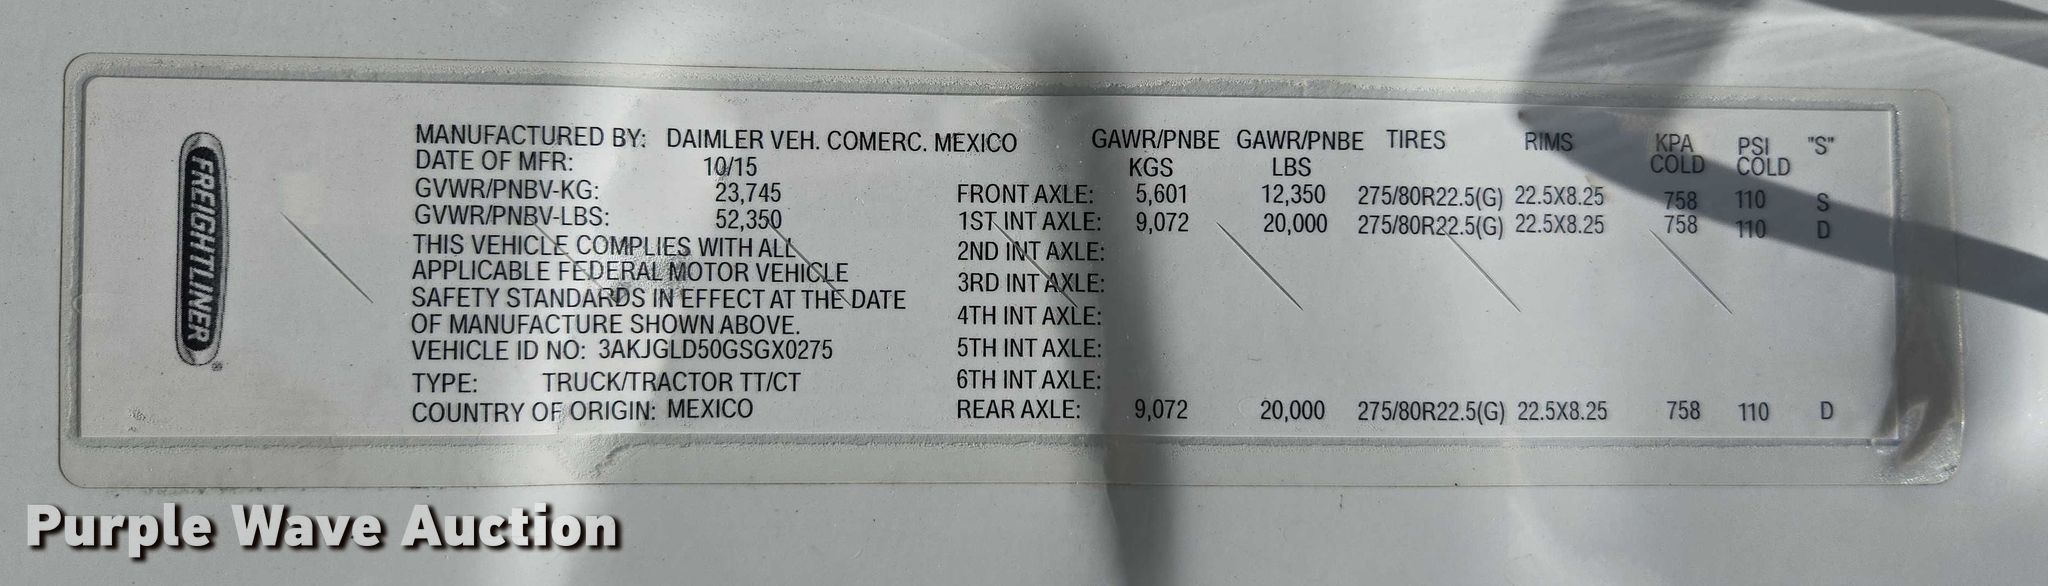 FREIGHTLINER
MANUFACTURED BY: DAIMLER VEH. COMERC. MEXICO
DATE OF MFR: 10/15
GVWR/PNBV-KG: 23,745
GVWR/PNBV-LBS: 52,350
THIS VEHICLE COMPLIES WITH ALL
APPLICABLE FEDERAL MOTOR VEHICLE
SAFETY STANDARDS IN EFFECT AT THE DATE
OF MANUFACTURE SHOWN ABOVE.
VEHICLE ID NO: 3AKJGLD50GSGX0275
TYPE: TRUCK/TRACTOR TT/CT
COUNTRY OF ORIGIN: MEXICO
GAWR/PNBE KGS GAWR/PNBE LBS TIRES RIMS KPA COLD PSI COLD "S"
FRONT AXLE: 5,601 12,350 275/80R22.5(G) 22.5X8.25 758 110 S
1ST INT AXLE: 9,072 20,000 275/80R22.5(G) 22.5X8.25 758 110 D
2ND INT AXLE:
3RD INT AXLE:
4TH INT AXLE:
5TH INT AXLE:
6TH INT AXLE:
REAR AXLE: 9,072 20,000 275/80R22.5(G) 22.5X8.25 758 110 D
Purple Wave Auction